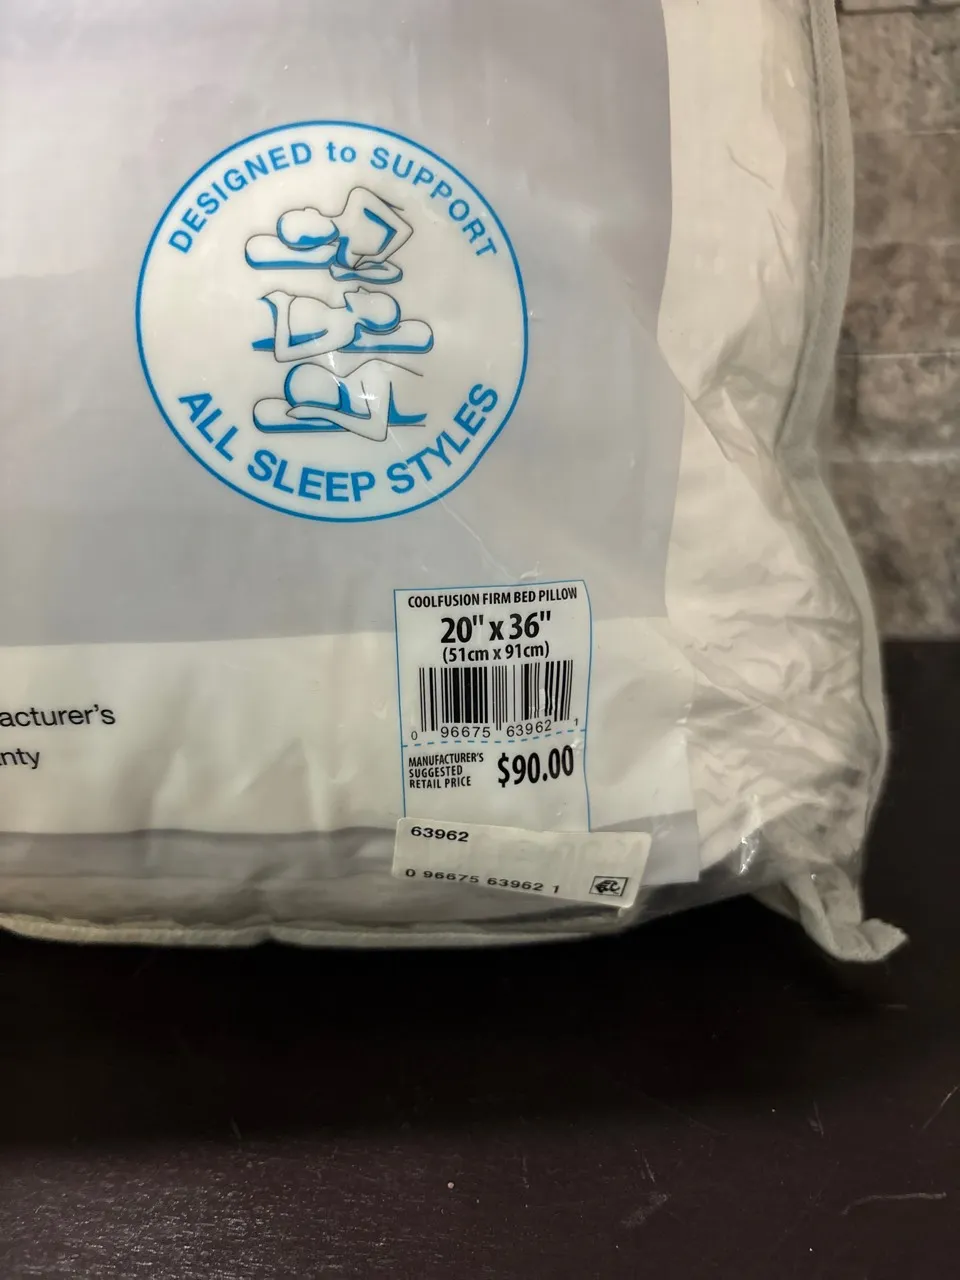 DESIGNED to SUPPORT
ALL SLEEP STYLES
COOLFUSION FIRM BED PILLOW
20" x 36"
(51cm x 91cm)
0 96675 63962 1
acturer's
nty
MANUFACTURER'S
SUGGESTED
RETAIL PRICE
$90.00
63962
0 96675 63962 1